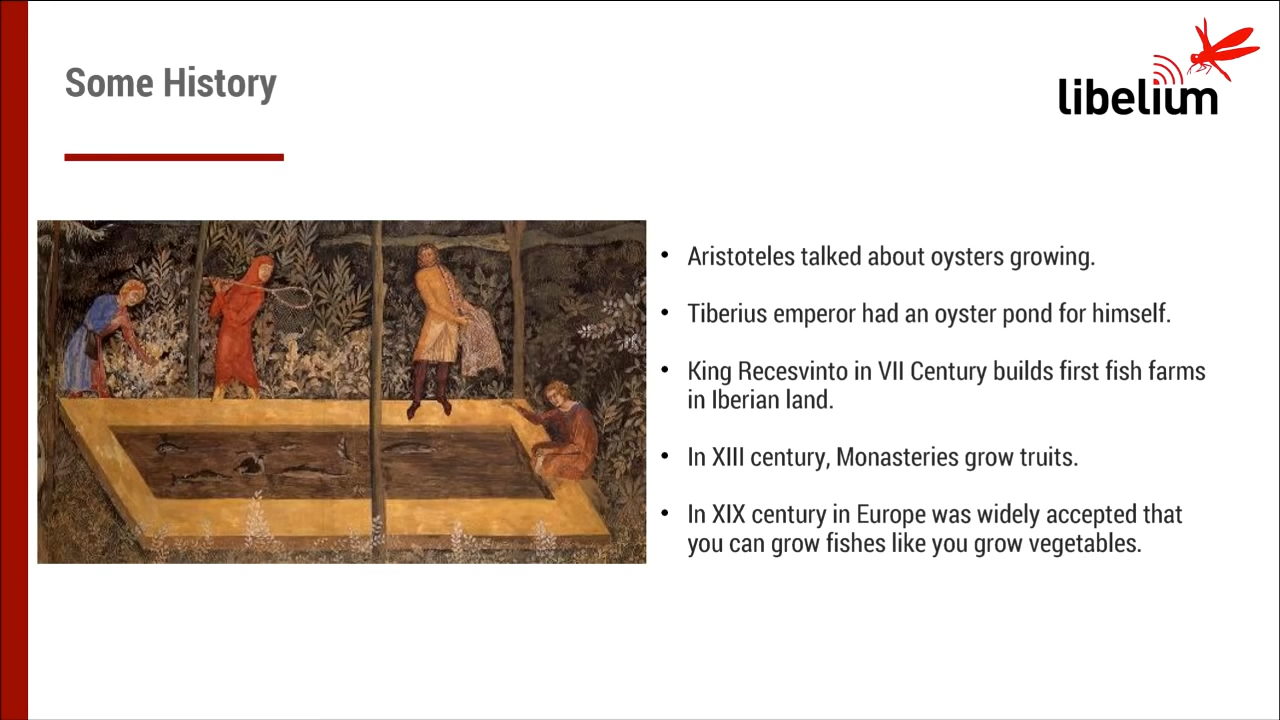 Some History
libelium
• Aristoteles talked about oysters growing.
• Tiberius emperor had an oyster pond for himself.
• King Recesvinto in VII Century builds first fish farms
in Iberian land.
• In XIII century, Monasteries grow truits.
• In XIX century in Europe was widely accepted that
you can grow fishes like you grow vegetables.